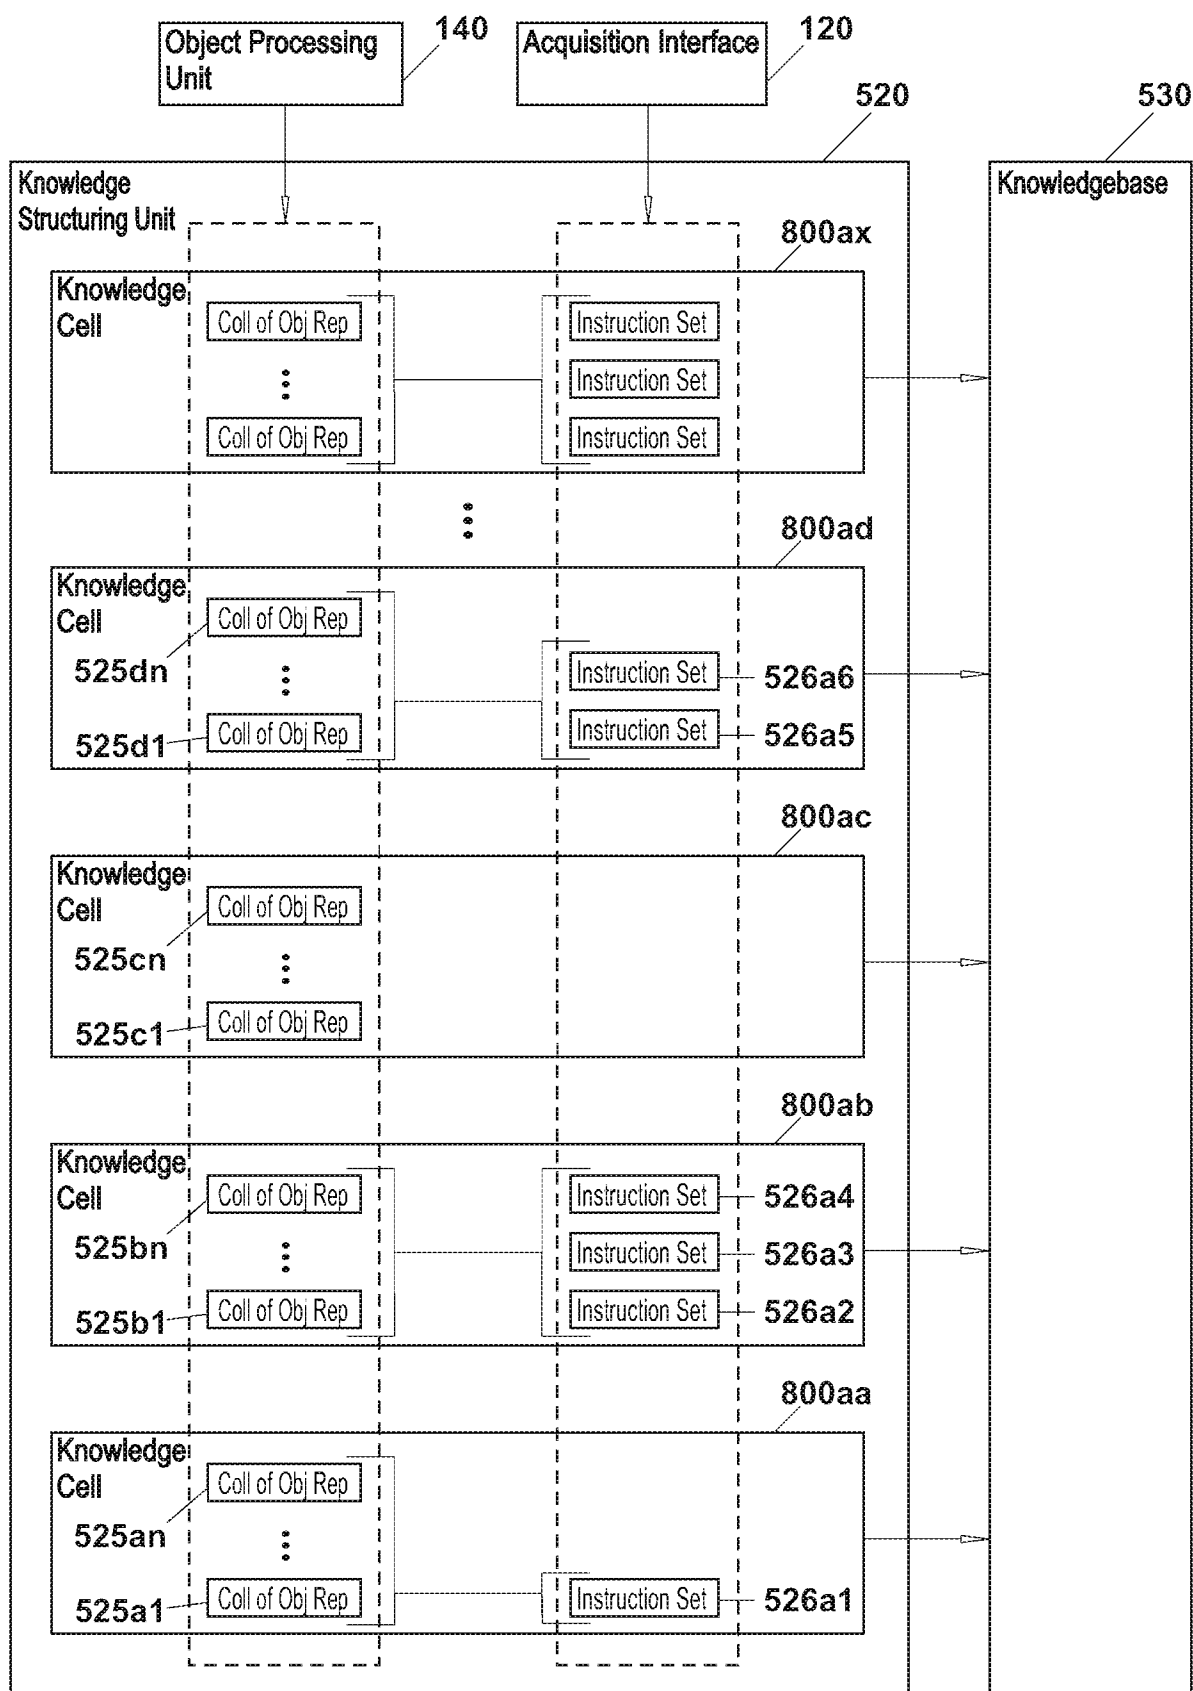 Object Processing
Unit
140
Acquisition Interface
120
520
530
Knowledge
Structuring Unit
Knowledgebase
800ax
Knowledge
Cell
Coll of Obj Rep
Coll of Obj Rep
Instruction Set
Instruction Set
Instruction Set
800ad
Knowledge
Cell
Coll of Obj Rep
525dn
Coll of Obj Rep
525d1
Instruction Set
526a6
Instruction Set
526a5
800ac
Knowledge
Cell
Coll of Obj Rep
525cn
Coll of Obj Rep
525c1
800ab
Knowledge
Cell
Coll of Obj Rep
525bn
Coll of Obj Rep
525b1
Instruction Set
526a4
Instruction Set
526a3
Instruction Set
526a2
800aa
Knowledge
Cell
Coll of Obj Rep
525an
Coll of Obj Rep
525a1
Instruction Set
526a1